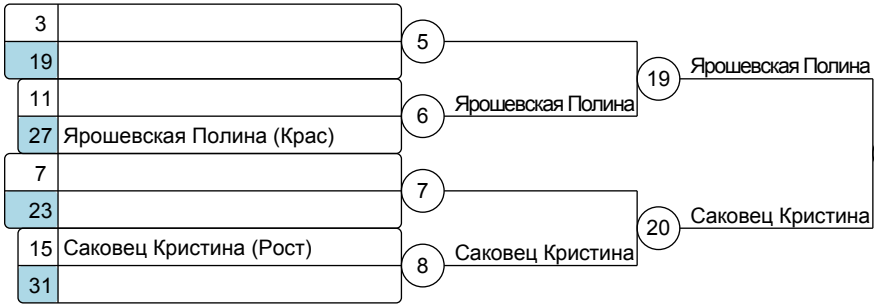 3
5
19
19 Ярошевская Полина
11
6 Ярошевская Полина
27 Ярошевская Полина (Крас)
7
7
23
20 Саковец Кристина
15 Саковец Кристина (Рост)
8 Саковец Кристина
31